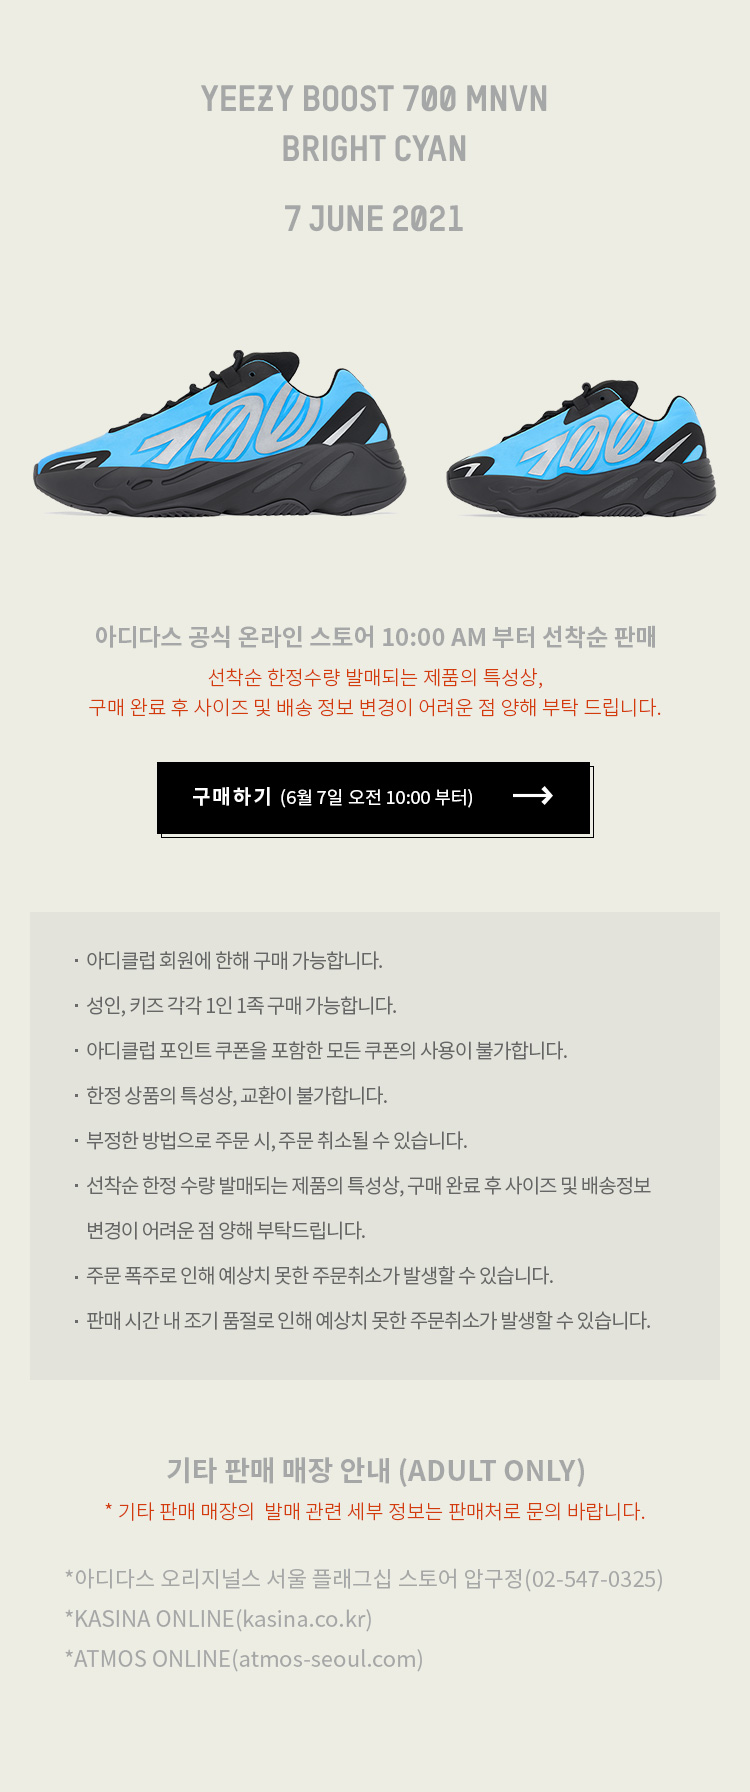 YEEZY BOOST 700 MNVN
BRIGHT CYAN
7 JUNE 2021
700
700
아디다스 공식 온라인 스토어 10:00 AM 부터 선착순 판매
선착순 한정수량 발매되는 제품의 특성상,
구매 완료 후 사이즈 및 배송 정보 변경이 어려운 점 양해 부탁 드립니다.
구매하기 (6월 7일 오전 10:00 부터)
· 아디클럽 회원에 한해 구매 가능합니다.
· 성인, 키즈 각각 1인 1족 구매 가능합니다.
· 아디클럽 포인트 쿠폰을 포함한 모든 쿠폰의 사용이 불가합니다.
· 한정 상품의 특성상, 교환이 불가합니다.
· 부정한 방법으로 주문 시, 주문 취소될 수 있습니다.
· 선착순 한정 수량 발매되는 제품의 특성상, 구매 완료 후 사이즈 및 배송정보
변경이 어려운 점 양해 부탁드립니다.
· 주문 폭주로 인해 예상치 못한 주문취소가 발생할 수 있습니다.
· 판매 시간 내 조기 품절로 인해 예상치 못한 주문취소가 발생할 수 있습니다.
기타 판매 매장 안내 (ADULT ONLY)
* 기타 판매 매장의 발매 관련 세부 정보는 판매처로 문의 바랍니다.
*아디다스 오리지널스 서울 플래그십 스토어 압구정(02-547-0325)
*KASINA ONLINE(kasina.co.kr)
*ATMOS ONLINE(atmos-seoul.com)